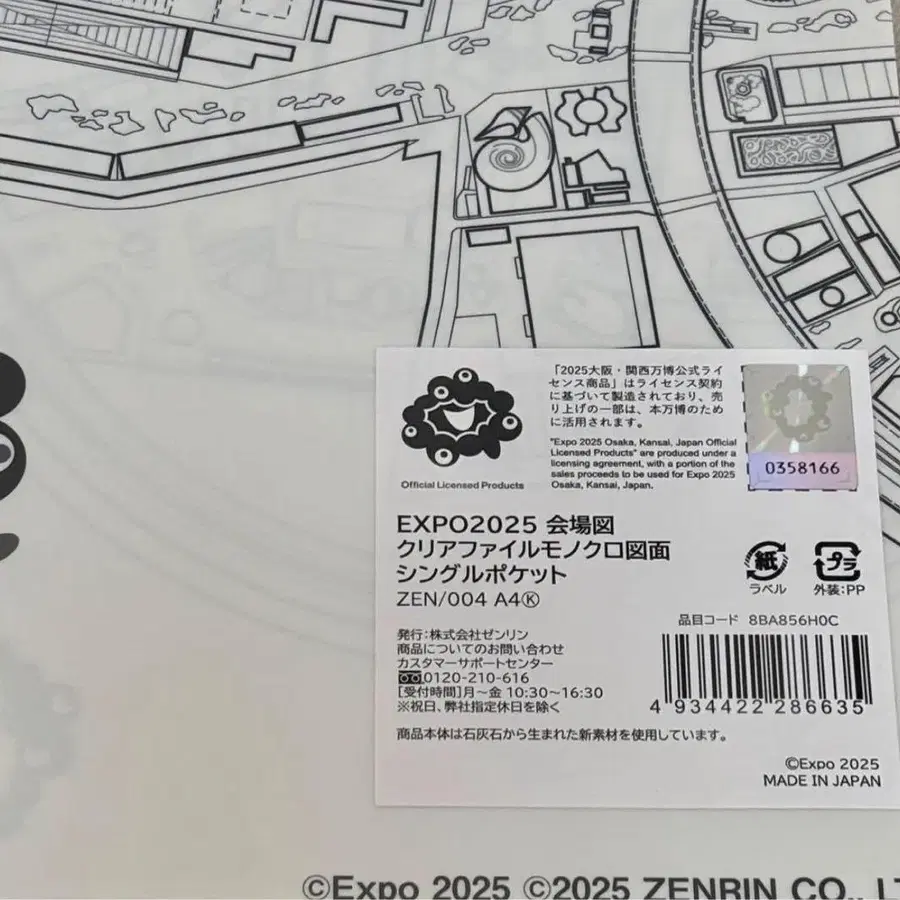 「2025大阪・関西万博公式ライ
センス商品」はライセンス契約
に基づいて製造されており、売
り上げの一部は、本万博のため
に活用されます。
"Expo 2025 Osaka, Kansai, Japan Official
Licensed Products" are produced under a
licensing agreement, with a portion of the
sales proceeds to be used for Expo 2025
Osaka, Kansai, Japan.
Official Licensed Products
0358166
EXPO2025 会場図
クリアファイルモノクロ図面
シングルポケット
ZEN/004 A4Ⓚ
紙
ラベル
プラ
外装:PP
品目コード 8BA856H0C
発行:株式会社ゼンリン
商品についてのお問い合わせ
カスタマーサポートセンター
0120-210-616
[受付時間]月〜金 10:30〜16:30
※祝日、弊社指定休日を除く
4 934422 286635
商品本体は石灰石から生まれた新素材を使用しています。
©Expo 2025
MADE IN JAPAN
©Expo 2025 ©2025 ZENRIN CO.,